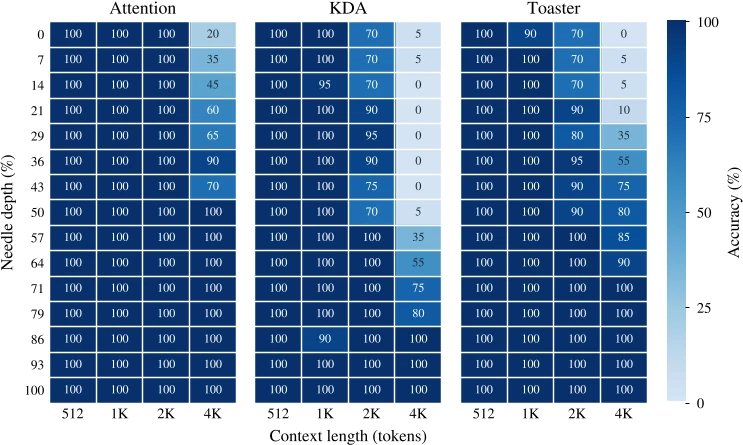 Attention KDA Toaster
0 100 100 100 20 100 100 70 5 100 90 70 0 100
7 100 100 100 35 100 100 70 5 100 100 70 5
14 100 100 100 45 100 95 70 0 100 100 70 5
21 100 100 100 60 100 100 90 0 100 100 90 10
29 100 100 100 65 100 100 95 0 100 100 80 35 75
36 100 100 100 90 100 100 90 0 100 100 95 55
43 100 100 100 70 100 100 75 0 100 100 90 75
50 100 100 100 100 100 100 70 5 100 100 90 80 50
57 100 100 100 100 100 100 100 35 100 100 100 85
64 100 100 100 100 100 100 100 55 100 100 100 90
71 100 100 100 100 100 100 100 75 100 100 100 100
79 100 100 100 100 100 100 100 80 100 100 100 100 25
86 100 100 100 100 100 90 100 100 100 100 100 100
93 100 100 100 100 100 100 100 100 100 100 100 100
100 100 100 100 100 100 100 100 100 100 100 100 100 0
512 1K 2K 4K 512 1K 2K 4K 512 1K 2K 4K
Context length (tokens)
Needle depth (%)
Accuracy (%)